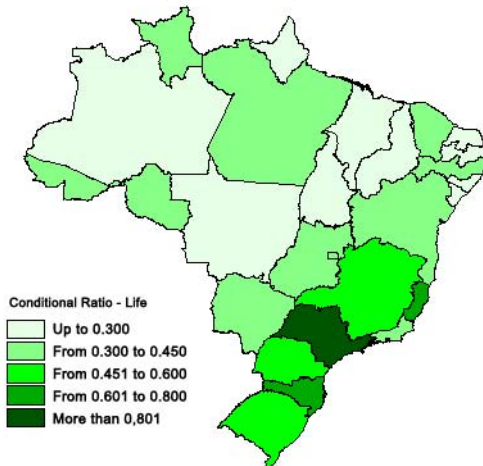 Conditional Ratio - Life
Up to 0.300
From 0.300 to 0.450
From 0.451 to 0.600
From 0.601 to 0.800
More than 0,801